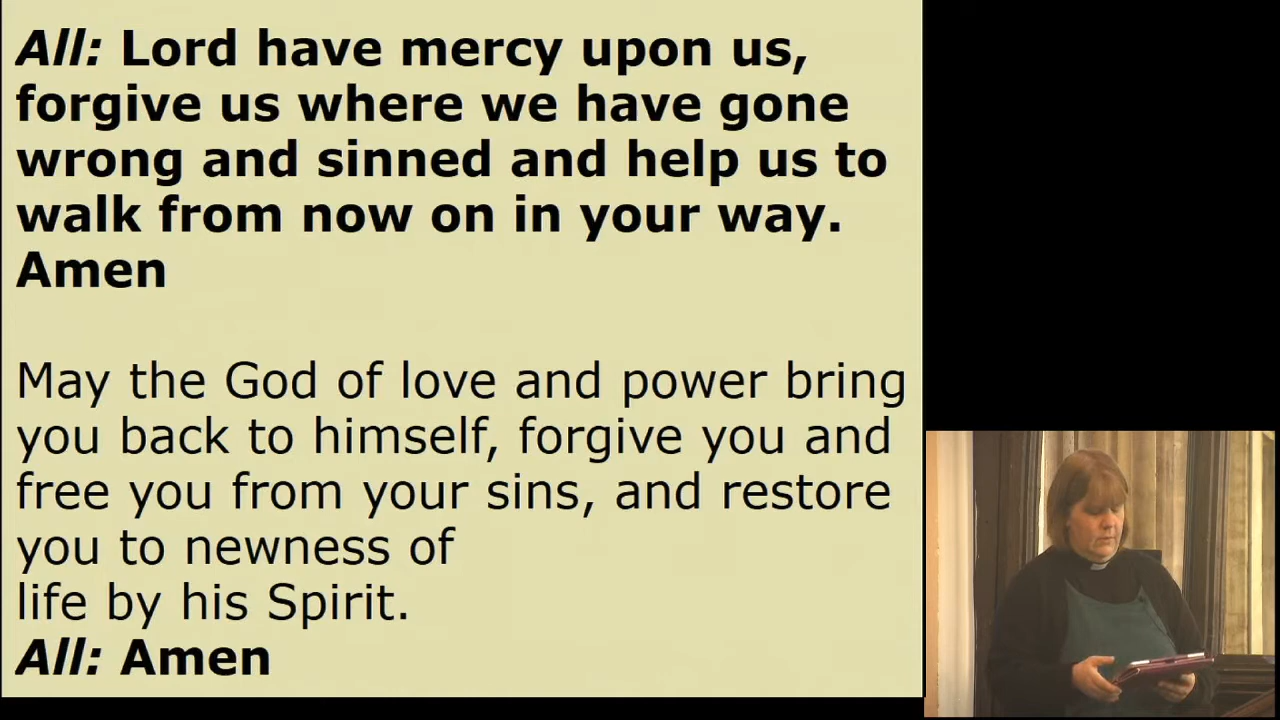 All: Lord have mercy upon us,
forgive us where we have gone
wrong and sinned and help us to
walk from now on in your way.
Amen
May the God of love and power bring
you back to himself, forgive you and
free you from your sins, and restore
you to newness of
life by his Spirit.
All: Amen